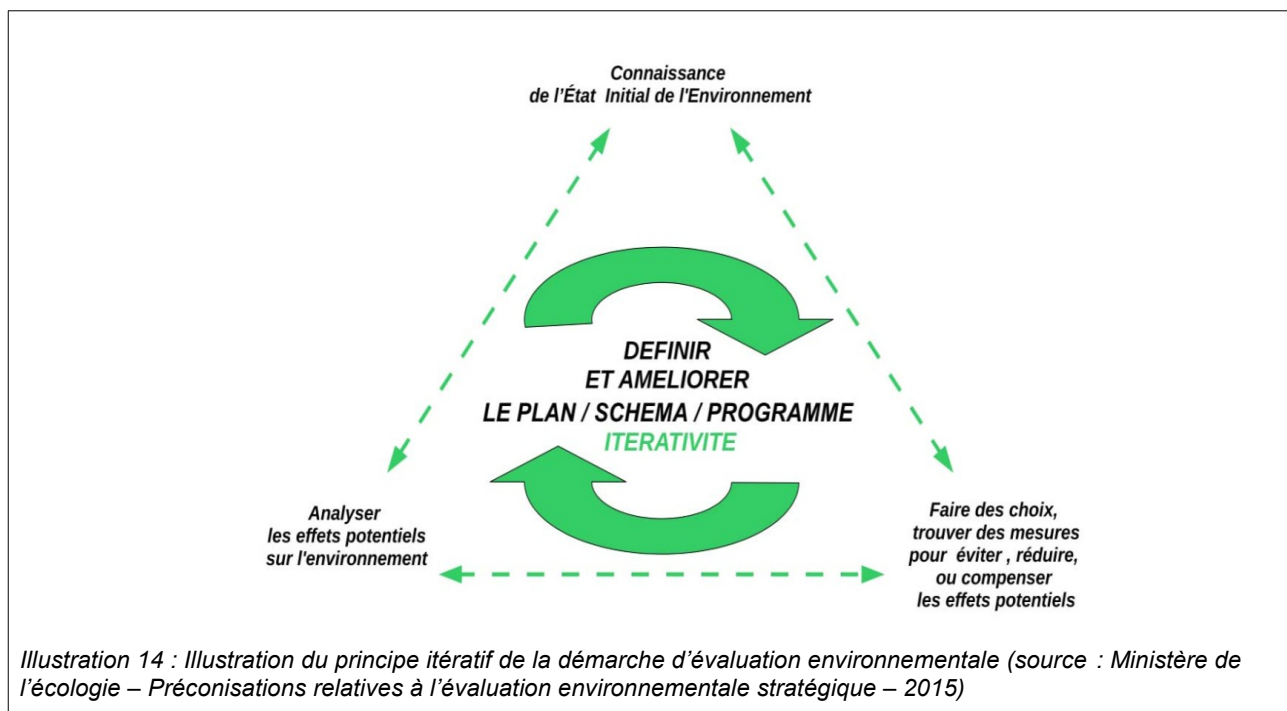 Connaissance
de l'État Initial de l'Environnement
DEFINIR
ET AMELIORER
LE PLAN / SCHEMA / PROGRAMME
ITERATIVITE
Analyser
les effets potentiels
sur l'environnement
Faire des choix,
trouver des mesures
pour éviter , réduire,
ou compenser
les effets potentiels
Illustration 14 : Illustration du principe itératif de la démarche d'évaluation environnementale (source : Ministère de
l'écologie – Préconisations relatives à l'évaluation environnementale stratégique – 2015)